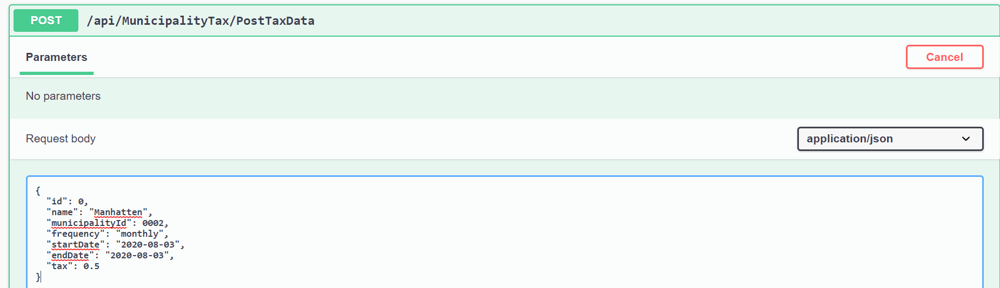 POST /api/MunicipalityTax/PostTaxData
Parameters
Cancel
No parameters
Request body
application/json
{
  "id": 0,
  "name": "Manhatten",
  "municipalityId": 0002,
  "frequency": "monthly",
  "startDate": "2020-08-03",
  "endDate": "2020-08-03",
  "tax": 0.5
}